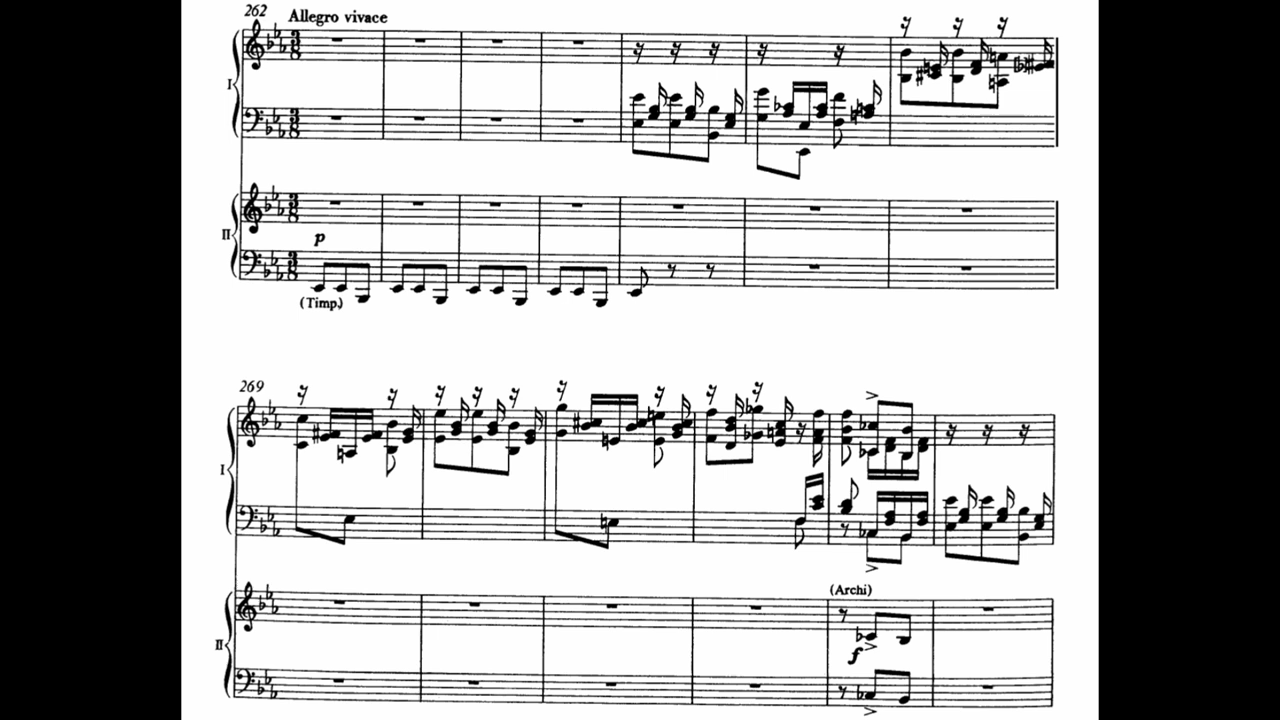 262
Allegro vivace
I
p
II
(Timp.)
269
I
(Archi)
f
II